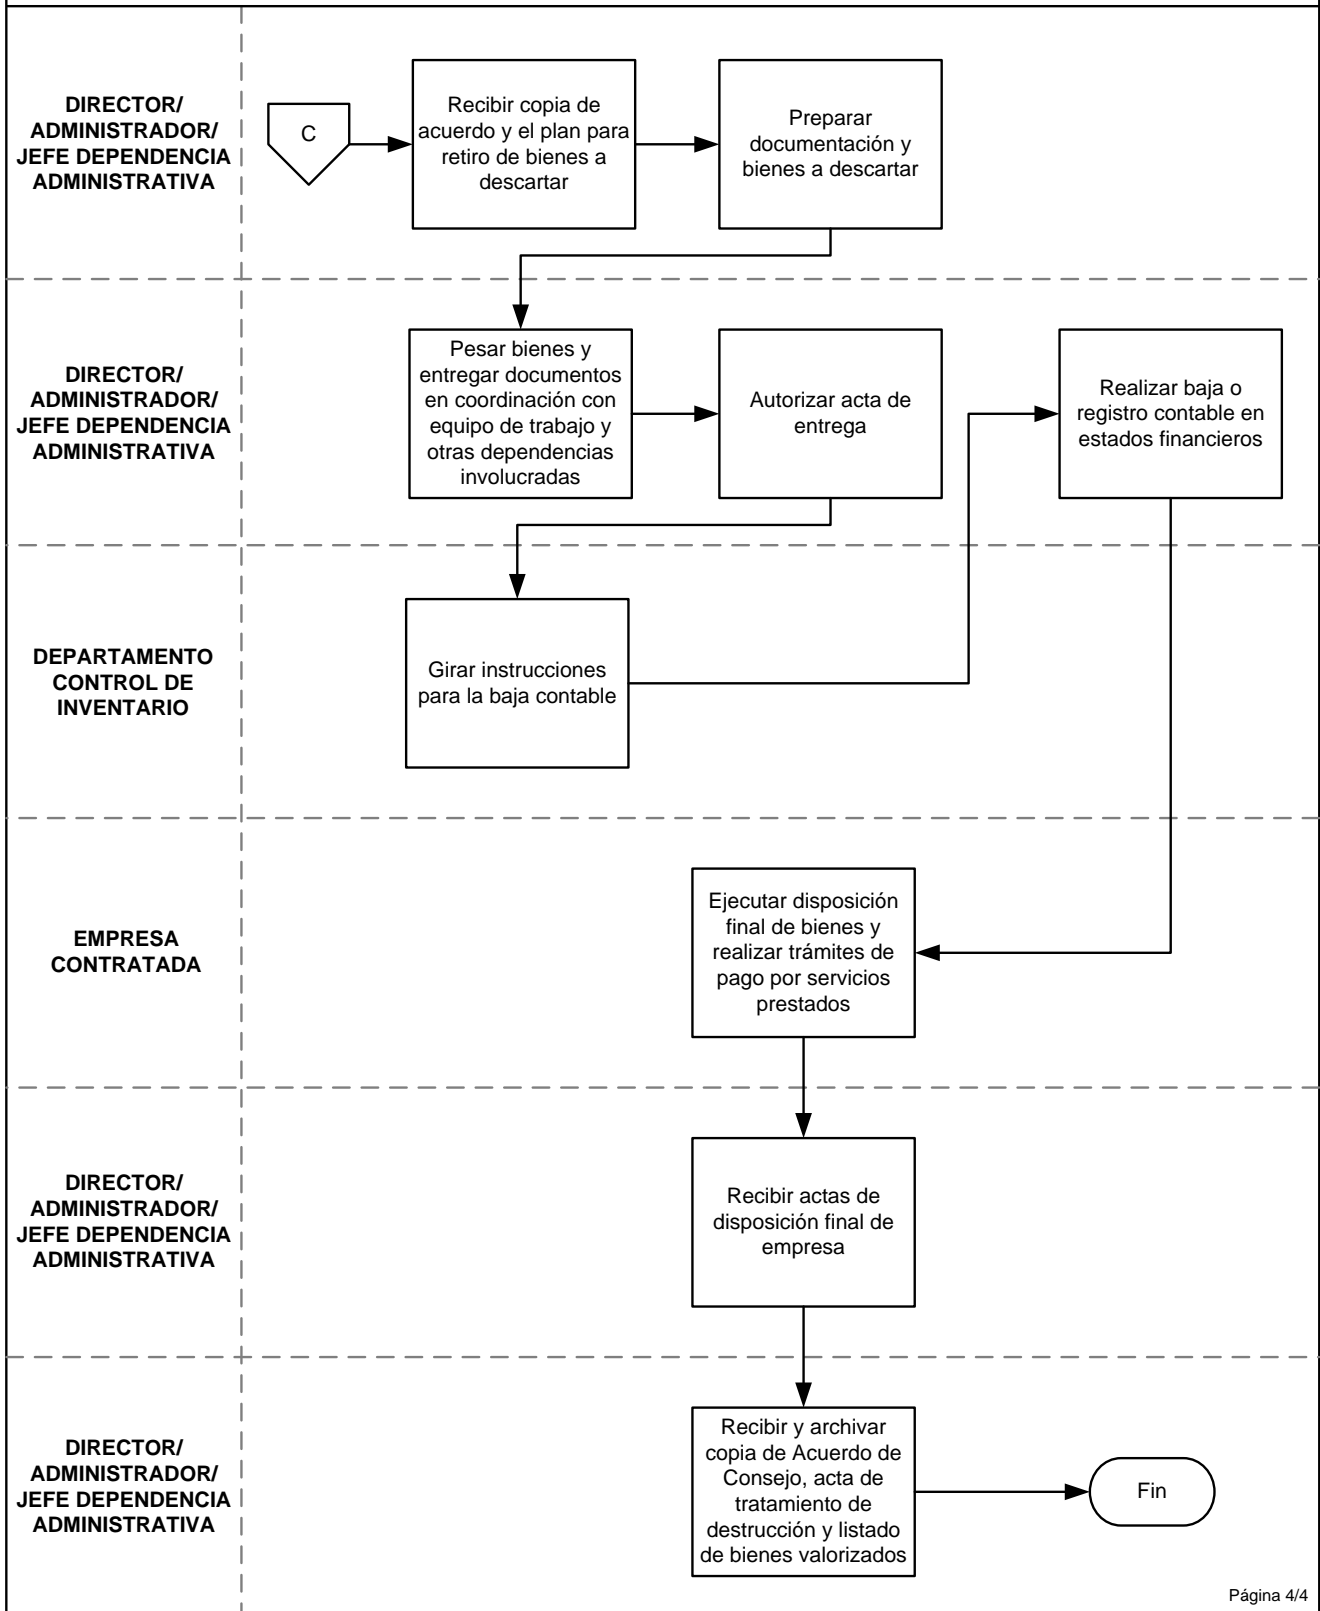 DIRECTOR/
ADMINISTRADOR/
JEFE DEPENDENCIA
ADMINISTRATIVA
C
Recibir copia de
acuerdo y el plan para
retiro de bienes a
descartar
Preparar
documentación y
bienes a descartar
DIRECTOR/
ADMINISTRADOR/
JEFE DEPENDENCIA
ADMINISTRATIVA
Pesar bienes y
entregar documentos
en coordinación con
equipo de trabajo y
otras dependencias
involucradas
Autorizar acta de
entrega
Realizar baja o
registro contable en
estados financieros
DEPARTAMENTO
CONTROL DE
INVENTARIO
Girar instrucciones
para la baja contable
EMPRESA
CONTRATADA
Ejecutar disposición
final de bienes y
realizar trámites de
pago por servicios
prestados
DIRECTOR/
ADMINISTRADOR/
JEFE DEPENDENCIA
ADMINISTRATIVA
Recibir actas de
disposición final de
empresa
DIRECTOR/
ADMINISTRADOR/
JEFE DEPENDENCIA
ADMINISTRATIVA
Recibir y archivar
copia de Acuerdo de
Consejo, acta de
tratamiento de
destrucción y listado
de bienes valorizados
Fin
Página 4/4